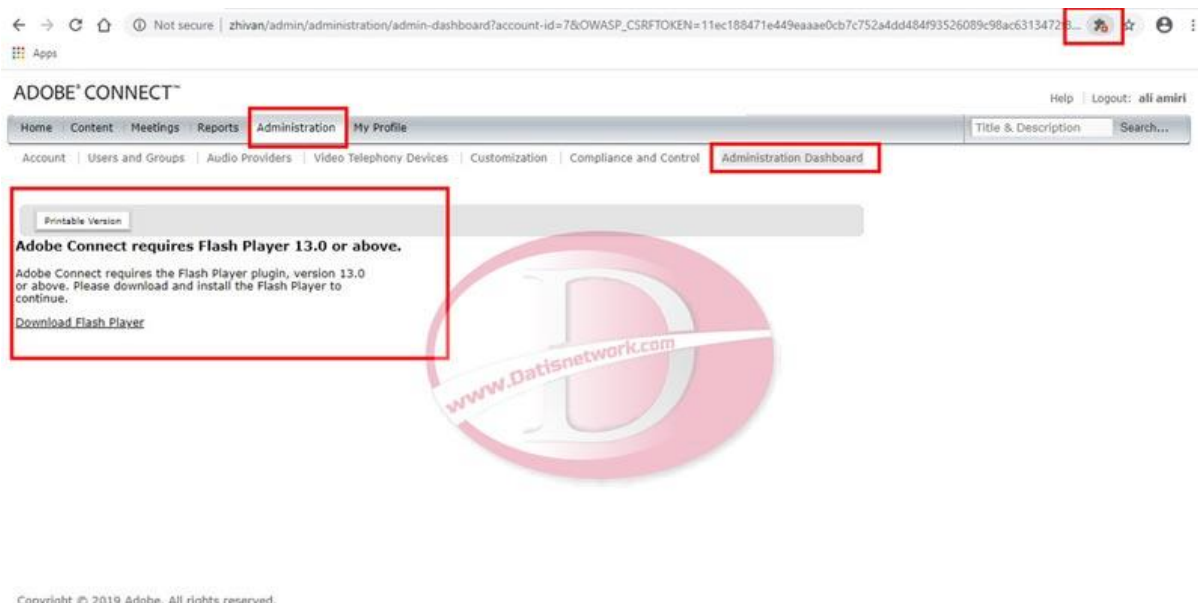 Not secure | zhivan/admin/administration/admin-dashboard?account-id=7&OWASP_CSRFTOKEN=11ec188471e449eaaae0cb7c752a4dd484f93526089c98ac6313472f8...
Apps
ADOBE® CONNECT™
Help | Logout: ali amiri
Home Content Meetings Reports Administration My Profile Title & Description Search...
Account | Users and Groups | Audio Providers | Video Telephony Devices | Customization | Compliance and Control | Administration Dashboard
Printable Version
Adobe Connect requires Flash Player 13.0 or above.
Adobe Connect requires the Flash Player plugin, version 13.0
or above. Please download and install the Flash Player to
continue.
Download Flash Player
D
www.Datisnetwork.com
Copyright © 2019 Adobe. All rights reserved.